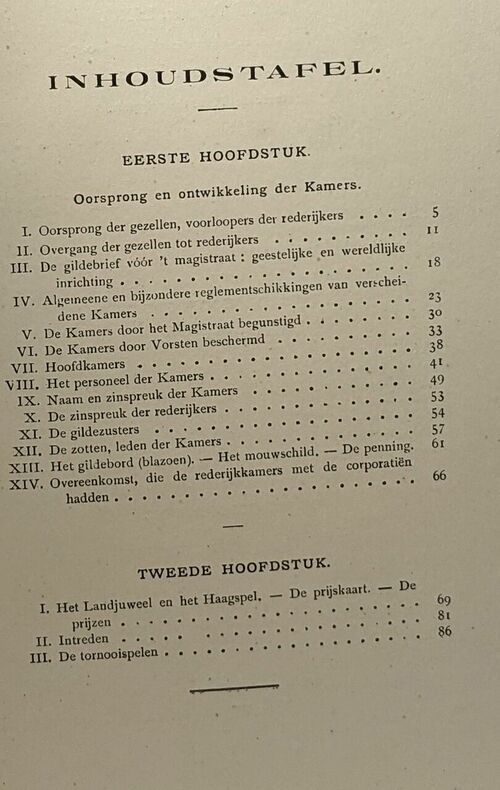 INHOUDSTAFEL.
EERSTE HOOFDSTUK.
Oorsprong en ontwikkeling der Kamers.
I. Oorsprong der gezellen, voorloopers der rederijkers . . . . 5
II. Overgang der gezellen tot rederijkers . . . . . . . . 11
III. De gildebrief vóór 't magistraat : geestelijke en wereldlijke
inrichting . . . . . . . . . . . . . . . . . . 18
IV. Algemeene en bijzondere reglementschikkingen van verschei-
dene Kamers . . . . . . . . . . . . . . . . . 23
V. De Kamers door het Magistraat begunstigd . . . . . . 30
VI. De Kamers door Vorsten beschermd . . . . . . . . . 33
VII. Hoofdkamers . . . . . . . . . . . . . . . . . 38
VIII. Het personeel der Kamers . . . . . . . . . . . . 41
IX. Naam en zinspreuk der Kamers . . . . . . . . . . 49
X. De zinspreuk der rederijkers . . . . . . . . . . . 53
XI. De gildezusters . . . . . . . . . . . . . . . . 54
XII. De zotten, leden der Kamers . . . . . . . . . . . 57
XIII. Het gildebord (blazoen). — Het mouwschild. — De penning. 61
XIV. Overeenkomst, die de rederijkkamers met de corporatiën
hadden . . . . . . . . . . . . . . . . . . . 66
TWEEDE HOOFDSTUK.
I. Het Landjuweel en het Haagspel. — De prijskaart. — De
prijzen . . . . . . . . . . . . . . . . . . . 69
II. Intreden . . . . . . . . . . . . . . . . . . 81
III. De tornooispelen . . . . . . . . . . . . . . . 86